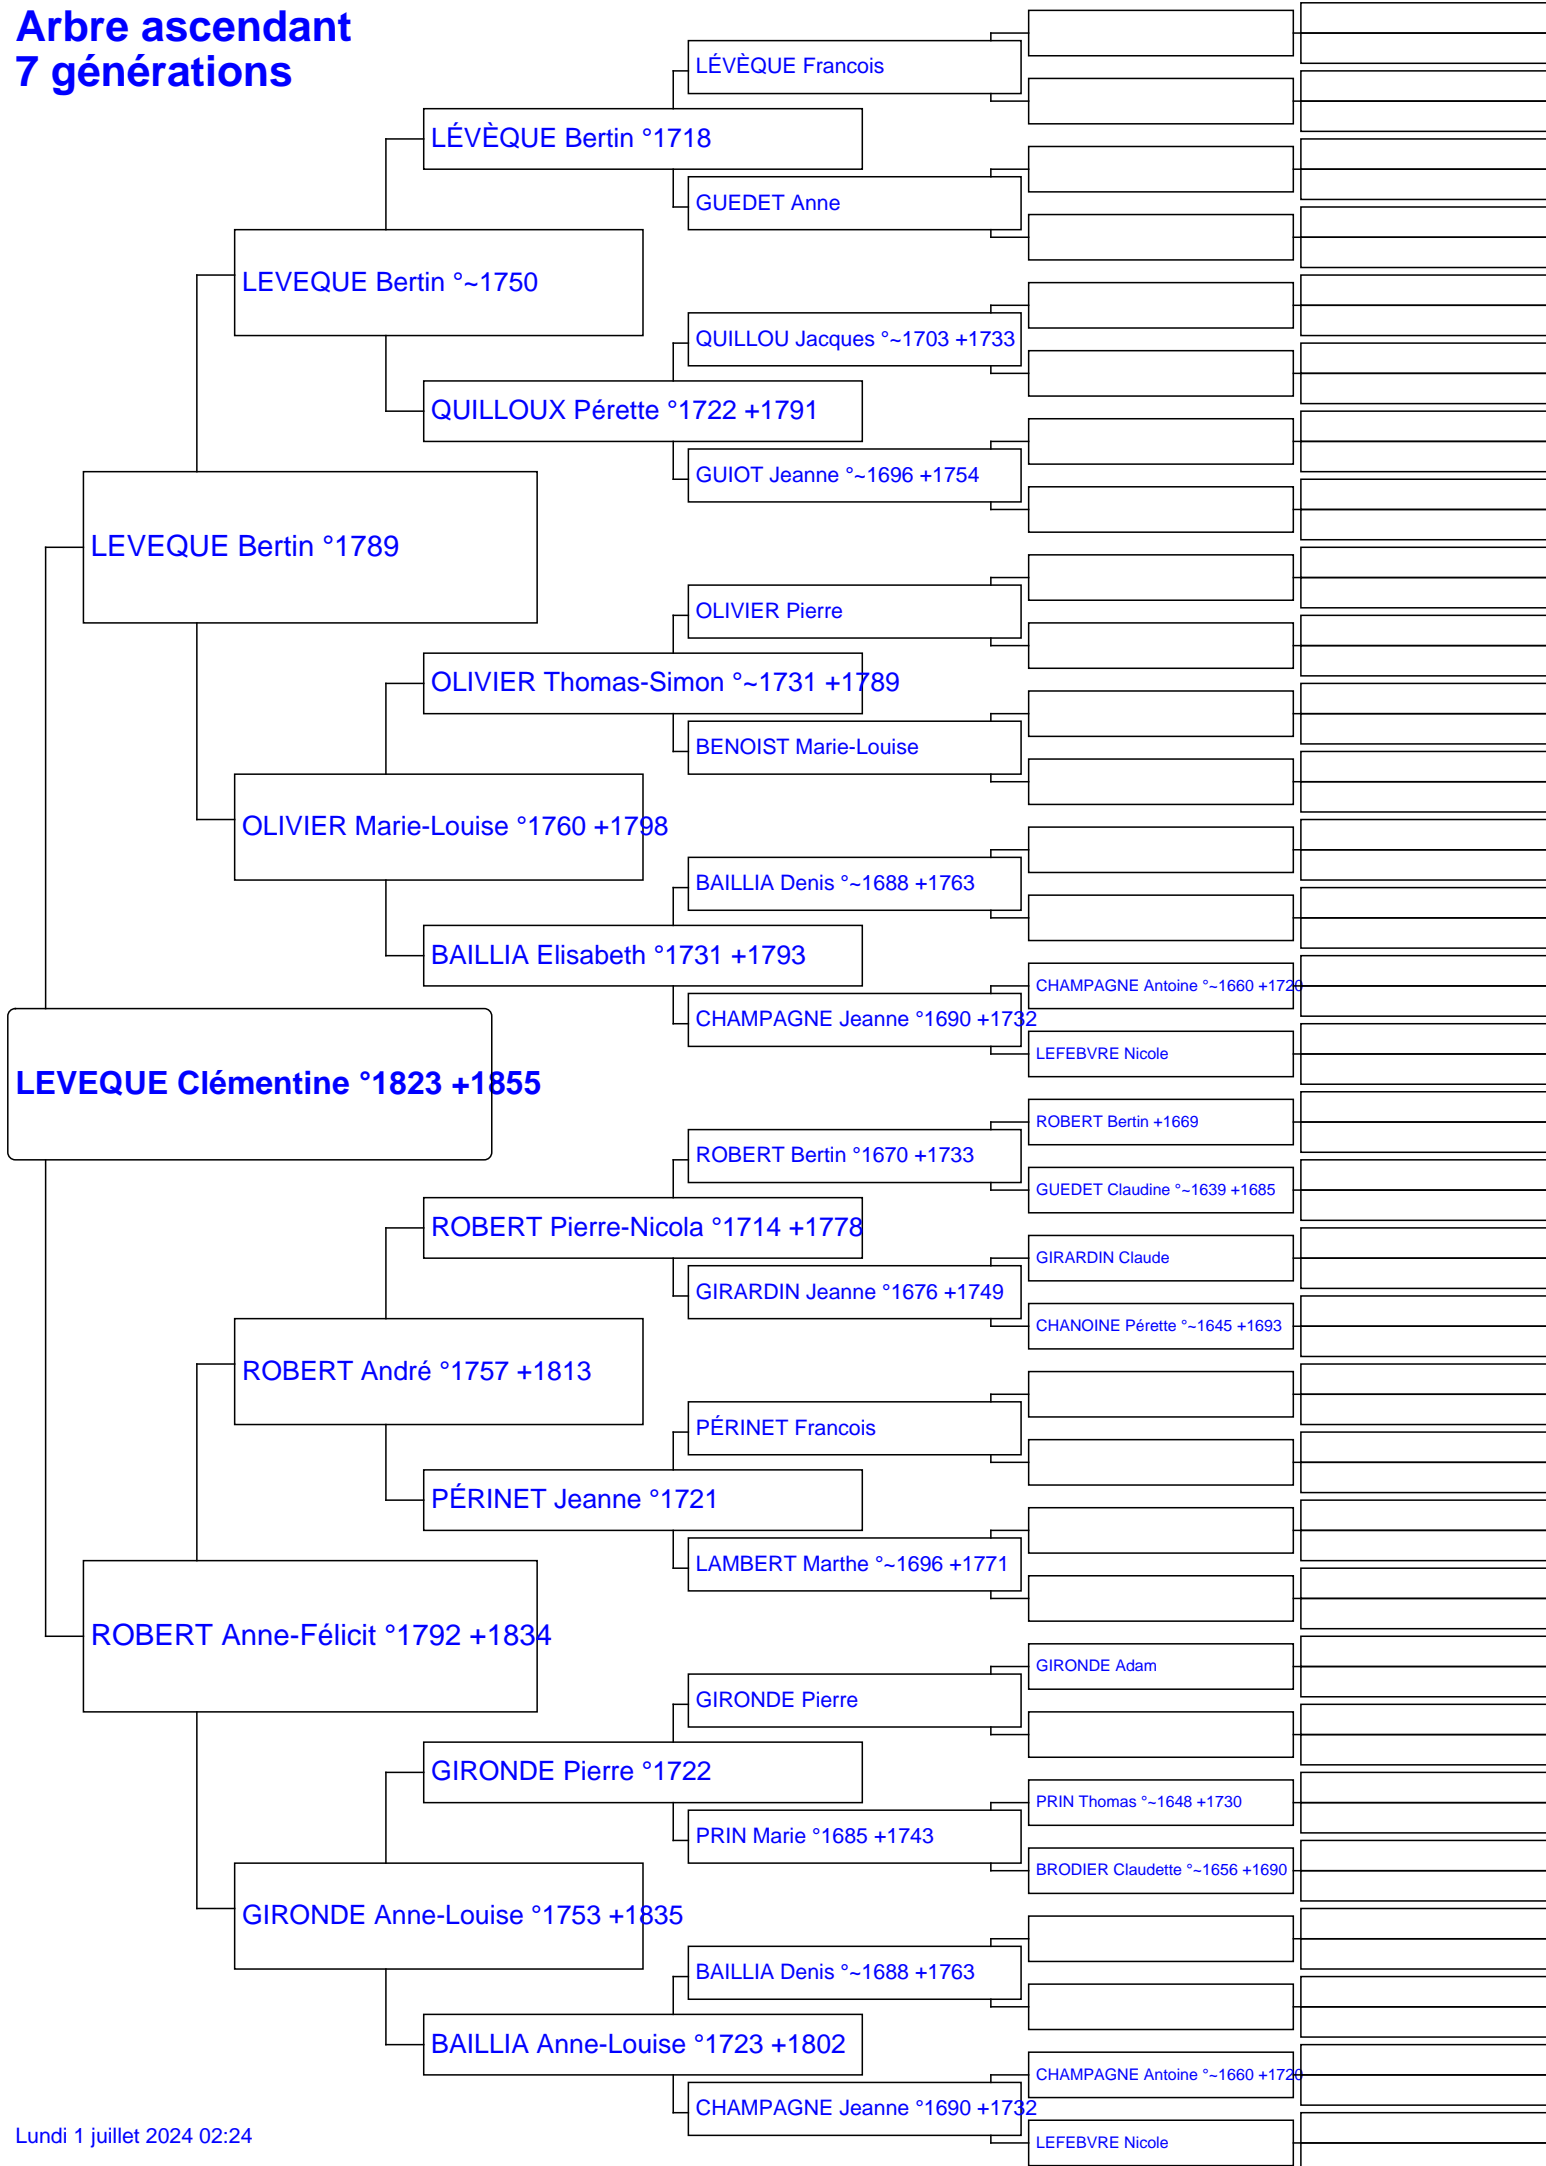 Arbre ascendant
7 générations
LÉVÈQUE Francois
LÉVÈQUE Bertin °1718
GUEDET Anne
LEVEQUE Bertin °~1750
QUILLOU Jacques °~1703 +1733
QUILLOUX Pérette °1722 +1791
GUIOT Jeanne °~1696 +1754
LEVEQUE Bertin °1789
OLIVIER Pierre
OLIVIER Thomas-Simon °~1731 +1789
BENOIST Marie-Louise
OLIVIER Marie-Louise °1760 +1798
BAILLIA Denis °~1688 +1763
BAILLIA Elisabeth °1731 +1793
CHAMPAGNE Antoine °~1660 +1720
CHAMPAGNE Jeanne °1690 +1732
LEFEBVRE Nicole
LEVEQUE Clémentine °1823 +1855
ROBERT Bertin +1669
ROBERT Bertin °1670 +1733
GUEDET Claudine °~1639 +1685
ROBERT Pierre-Nicola °1714 +1778
GIRARDIN Claude
GIRARDIN Jeanne °1676 +1749
CHANOINE Pérette °~1645 +1693
ROBERT André °1757 +1813
PÉRINET Francois
PÉRINET Jeanne °1721
LAMBERT Marthe °~1696 +1771
ROBERT Anne-Félicit °1792 +1834
GIRONDE Adam
GIRONDE Pierre
GIRONDE Pierre °1722
PRIN Thomas °~1648 +1730
PRIN Marie °1685 +1743
BRODIER Claudette °~1656 +1690
GIRONDE Anne-Louise °1753 +1835
BAILLIA Denis °~1688 +1763
BAILLIA Anne-Louise °1723 +1802
CHAMPAGNE Antoine °~1660 +1720
CHAMPAGNE Jeanne °1690 +1732
LEFEBVRE Nicole
Lundi 1 juillet 2024 02:24